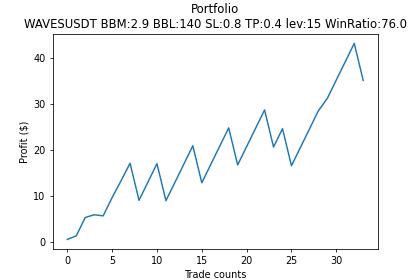 Portfolio
WAVESUSDT BBM:2.9 BBL:140 SL:0.8 TP:0.4 lev:15 WinRatio:76.0
40
30
20
10
0
Profit ($)
0 5 10 15 20 25 30
Trade counts